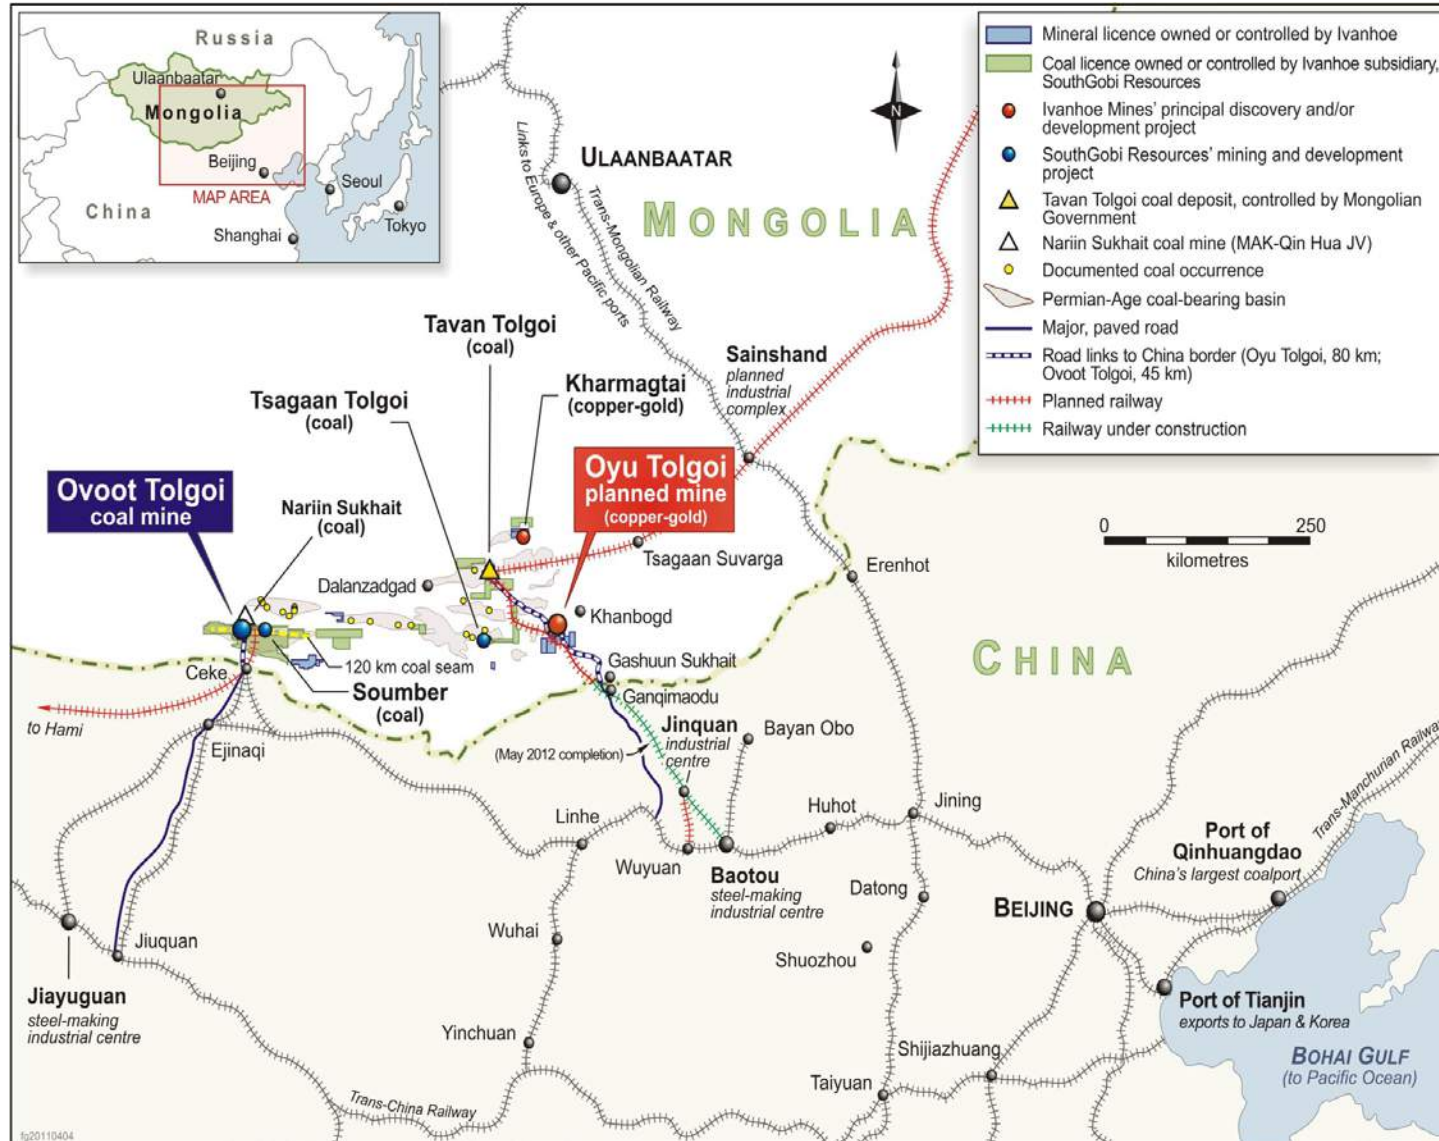 Russia
Ulaanbaatar
Mongolia
Beijing
MAP AREA
Seoul
China
Tokyo
Shanghai
Mineral licence owned or controlled by Ivanhoe
Coal licence owned or controlled by Ivanhoe subsidiary,
SouthGobi Resources
Ivanhoe Mines' principal discovery and/or
development project
SouthGobi Resources' mining and development
project
Tavan Tolgoi coal deposit, controlled by Mongolian
Government
Nariin Sukhait coal mine (MAK-Qin Hua JV)
Documented coal occurrence
Permian-Age coal-bearing basin
Major, paved road
Road links to China border (Oyu Tolgoi, 80 km;
Ovoot Tolgoi, 45 km)
Planned railway
Railway under construction
N
ULAANBAATAR
MONGOLIA
Links to Europe & other Pacific ports
Trans-Mongolian Railway
Tavan Tolgoi
(coal)
Sainshand
planned
industrial
complex
Kharmagtai
(copper-gold)
Tsagaan Tolgoi
(coal)
Oyu Tolgoi
planned mine
(copper-gold)
Ovoot Tolgoi
coal mine
Nariin Sukhait
(coal)
0 250
kilometres
Tsagaan Suvarga
Erenhot
Dalanzadgad
Khanbogd
120 km coal seam
Gashuun Sukhait
CHINA
Ceke
Soumber
(coal)
Ganqimaodu
to Hami
Ejinaqi
Jinquan
industrial
centre
Bayan Obo
(May 2012 completion)
Linhe
Huhot
Jining
Trans-Manchurian Railway
Port of
Qinhuangdao
China's largest coalport
Wuyuan
Baotou
steel-making
industrial centre
Datong
BEIJING
Wuhai
Jiuquan
Shuozhou
Jiayuguan
steel-making
industrial centre
Port of Tianjin
exports to Japan & Korea
Yinchuan
Shijiazhuang
BOHAI GULF
(to Pacific Ocean)
Taiyuan
Trans-China Railway
fg20110404